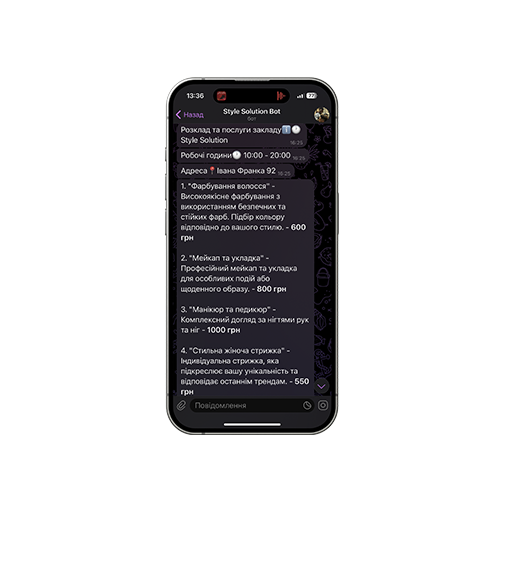 13:36
77
Назад
Style Solution Bot
бот
Розклад та послуги закладу ℹ️🕐
Style Solution 16:25
Робочі години🕐 10:00 - 20:00 16:25
Адреса📍Івана Франка 92 16:25
1. "Фарбування волосся" -
Високоякісне фарбування з
використанням безпечних та
стійких фарб. Підбір кольору
відповідно до вашого стилю. - 600
грн
2. "Мейкап та укладка" -
Професійний мейкап та укладка
для особливих подій або
щоденного образу. - 800 грн
3. "Манікюр та педикюр" -
Комплексний догляд за нігтями рук
та ніг - 1000 грн
4. "Стильна жіноча стрижка" -
Індивідуальна стрижка, яка
підкреслює вашу унікальність та
відповідає останнім трендам. - 550
грн
Повідомлення